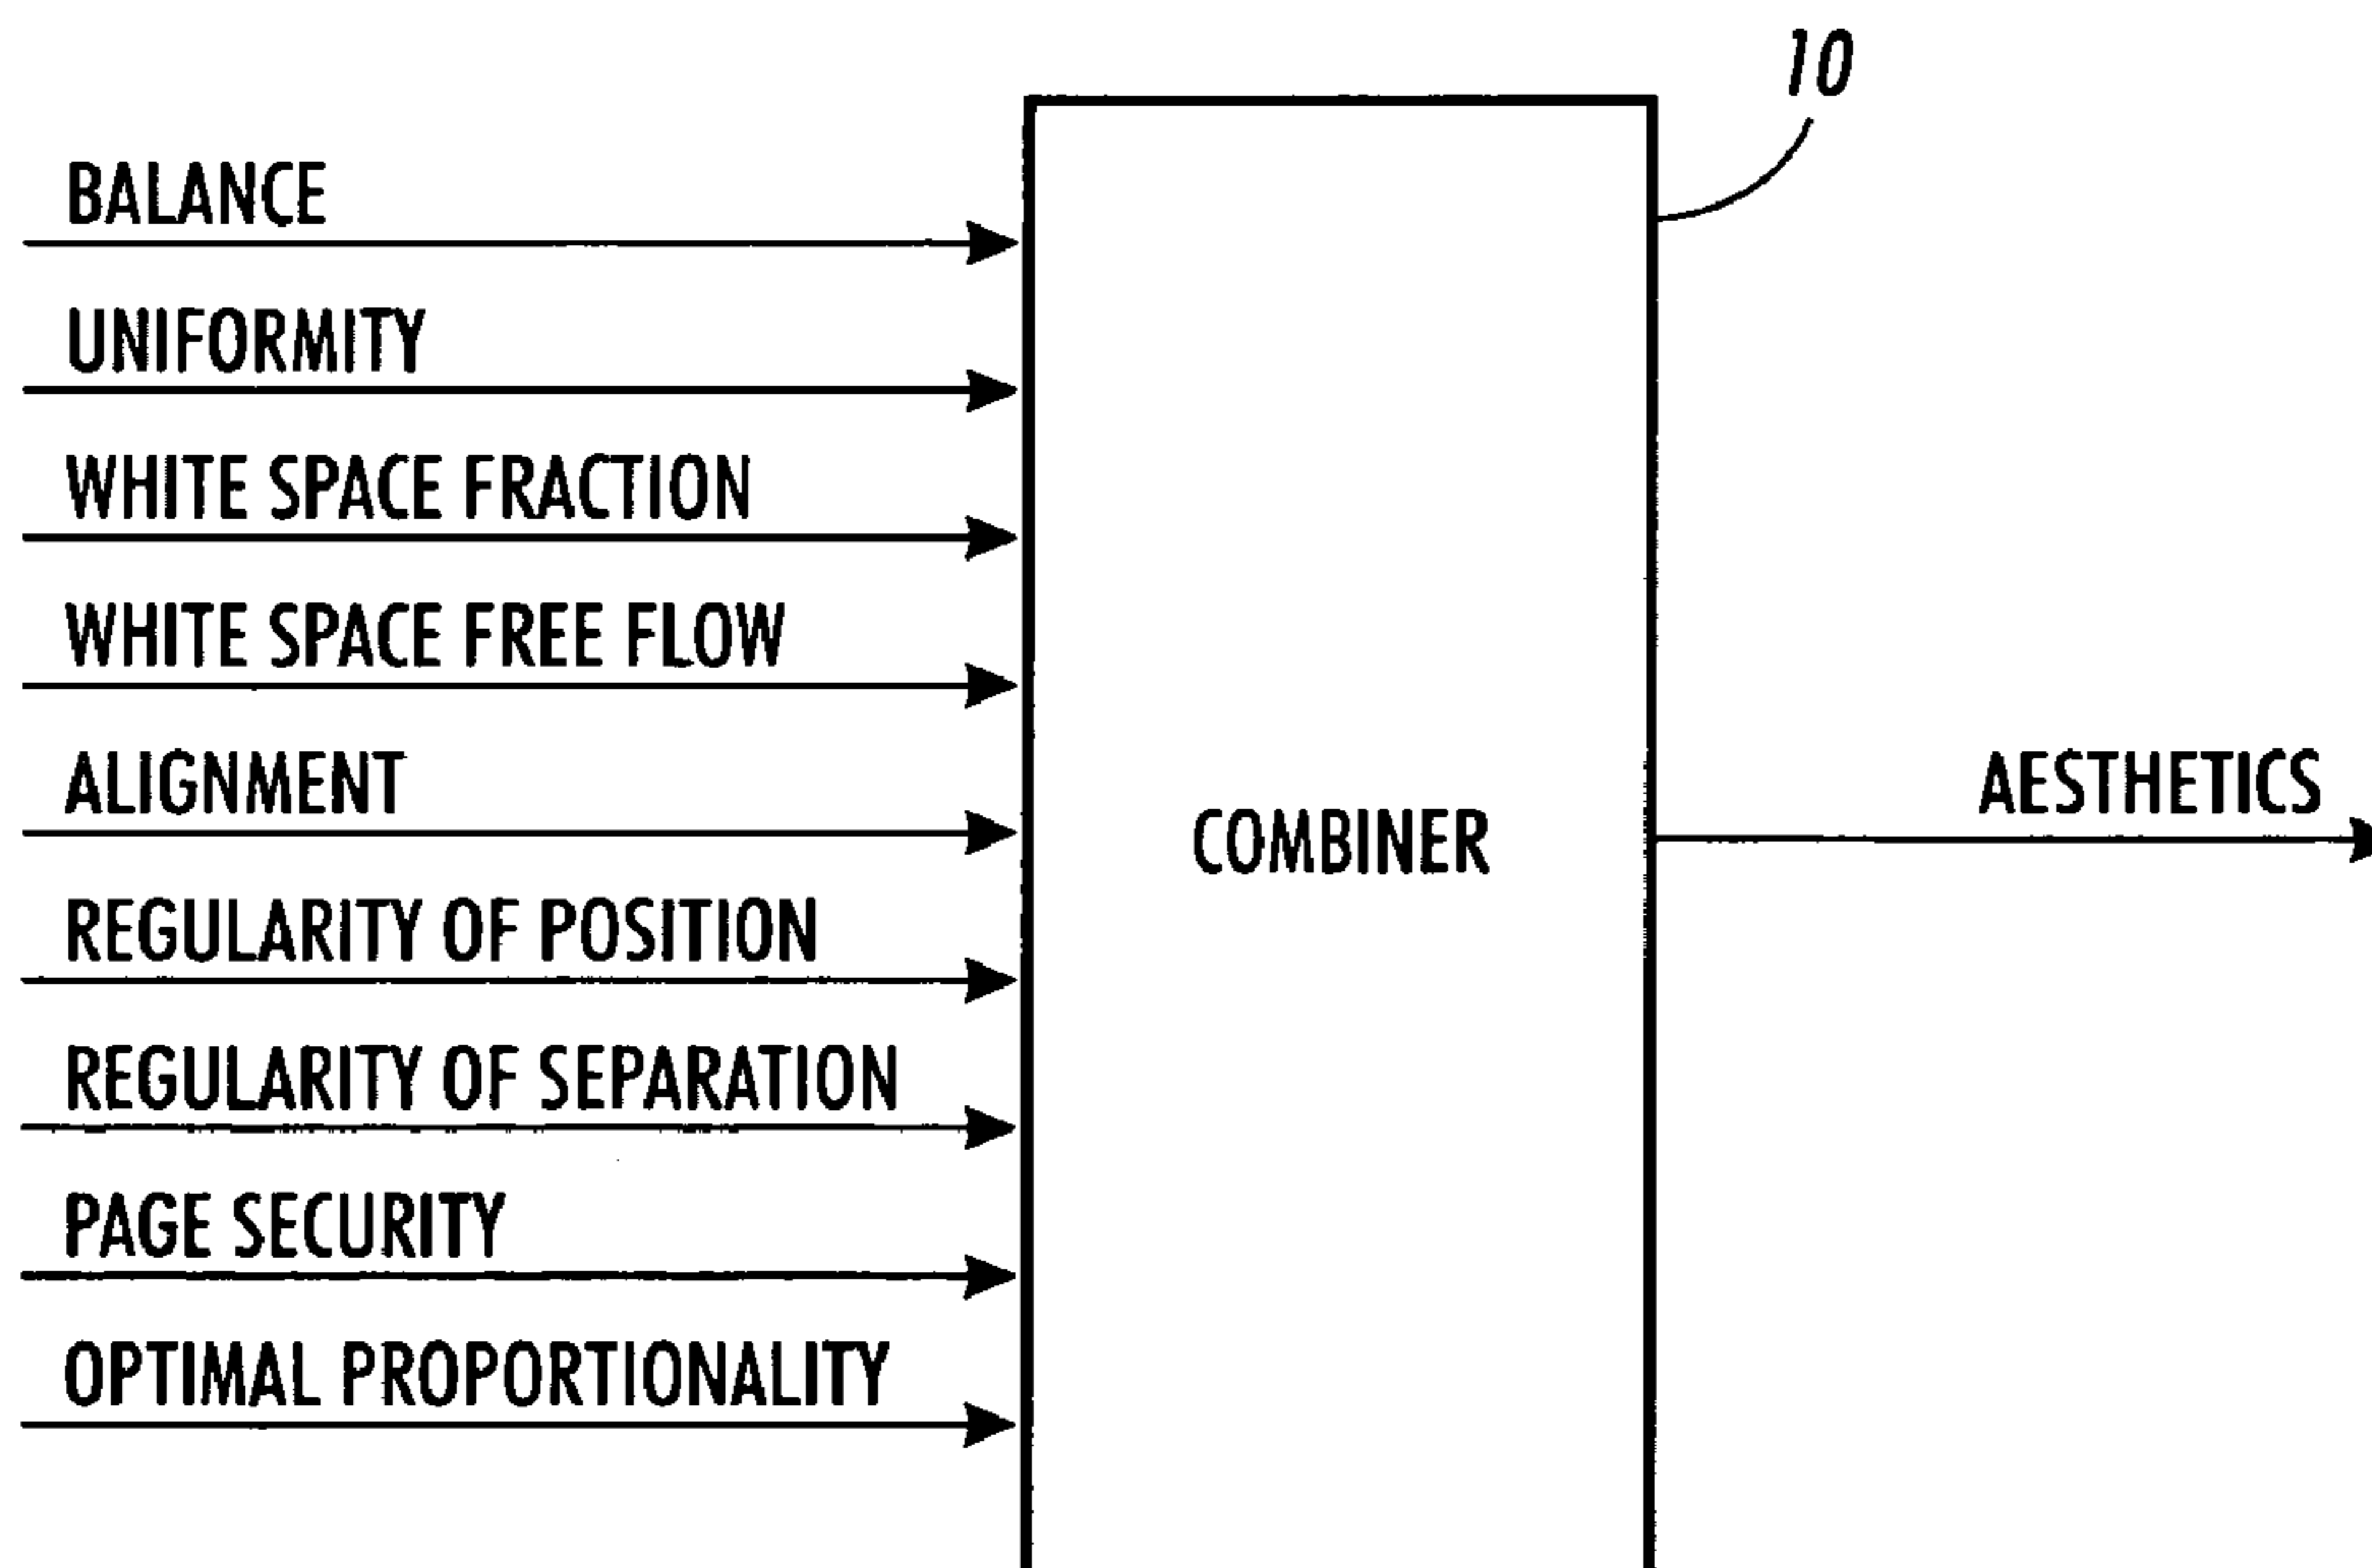 10
BALANCE
UNIFORMITY
WHITE SPACE FRACTION
WHITE SPACE FREE FLOW
ALIGNMENT
AESTHETICS
COMBINER
REGULARITY OF POSITION
REGULARITY OF SEPARATION
PAGE SECURITY
OPTIMAL PROPORTIONALITY